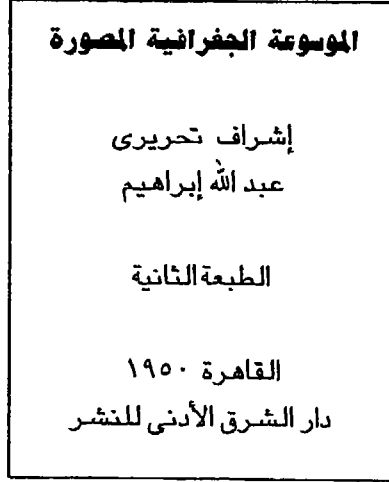 الموسوعة الجغرافية المصورة
إشراف تحريرى
عبد الله إبراهيم
الطبعة الثانية
القاهرة ١٩٥٠
دار الشرق الأدنى للنشر